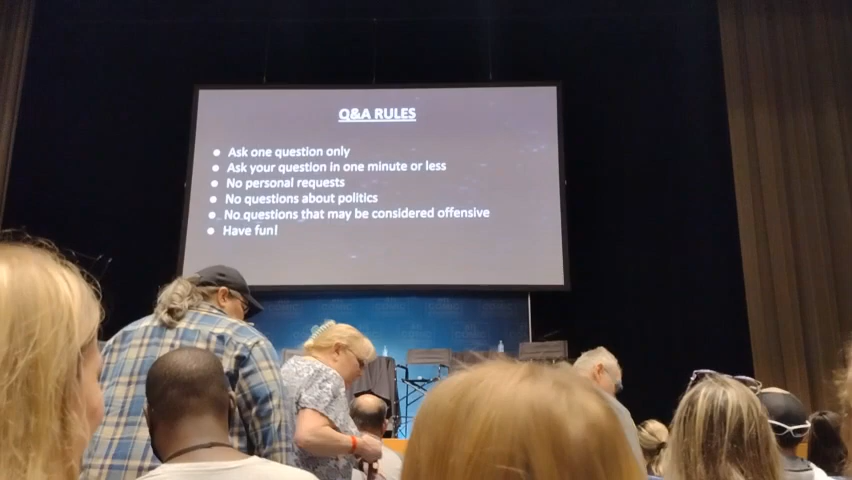 Q&A RULES
● Ask one question only
● Ask your question in one minute or less
● No personal requests
● No questions about politics
● No questions that may be considered offensive
● Have fun!